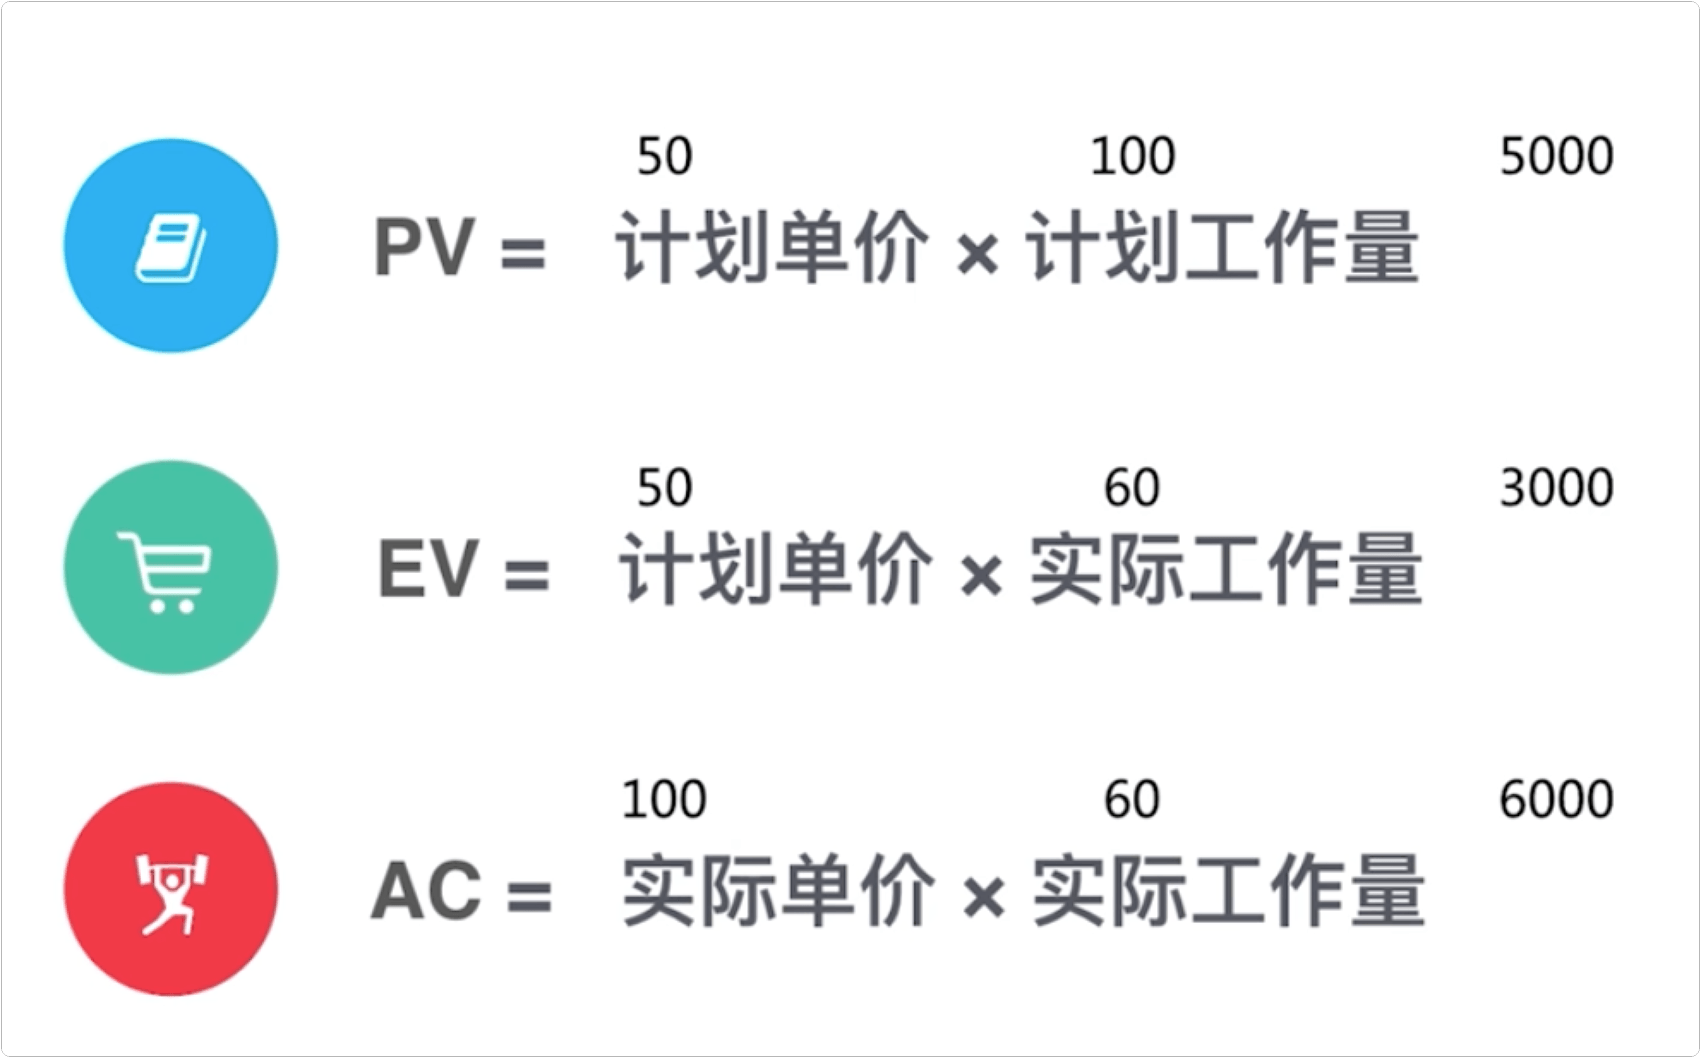 50 100 5000
PV = 计划单价 × 计划工作量
50 60 3000
EV = 计划单价 × 实际工作量
100 60 6000
AC = 实际单价 × 实际工作量